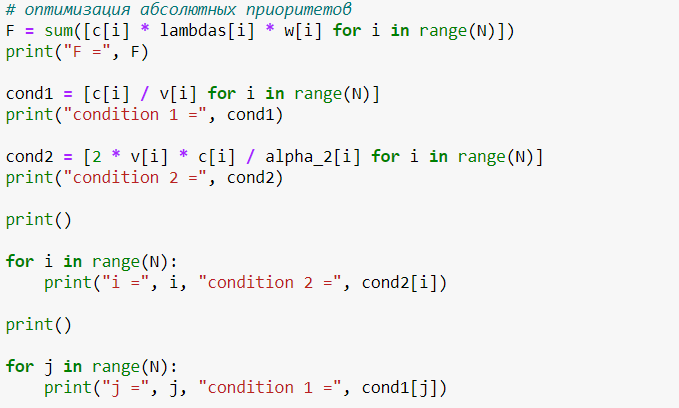 # оптимизация абсолютных приоритетов
F = sum([c[i] * lambdas[i] * w[i] for i in range(N)])
print("F =", F)
cond1 = [c[i] / v[i] for i in range(N)]
print("condition 1 =", cond1)
cond2 = [2 * v[i] * c[i] / alpha_2[i] for i in range(N)]
print("condition 2 =", cond2)
print()
for i in range(N):
    print("i =", i, "condition 2 =", cond2[i])
print()
for j in range(N):
    print("j =", j, "condition 1 =", cond1[j])